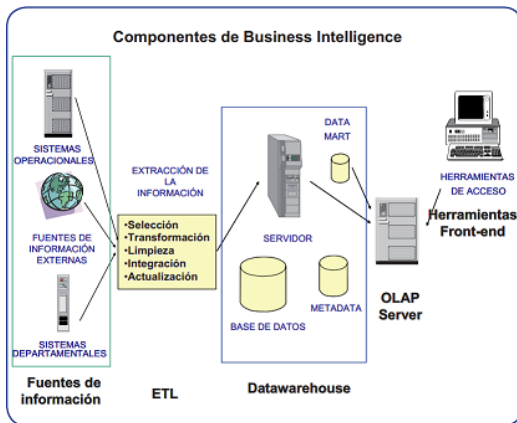 Componentes de Business Intelligence
SISTEMAS
OPERACIONALES
FUENTES DE
INFORMACIÓN
EXTERNAS
SISTEMAS
DEPARTAMENTALES
Fuentes de
información
EXTRACCIÓN DE
LA
INFORMACIÓN
•Selección
•Transformación
•Limpieza
•Integración
•Actualización
ETL
DATA
MART
SERVIDOR
BASE DE DATOS
METADATA
Datawarehouse
OLAP
Server
HERRAMIENTAS
DE ACCESO
Herramientas
Front-end